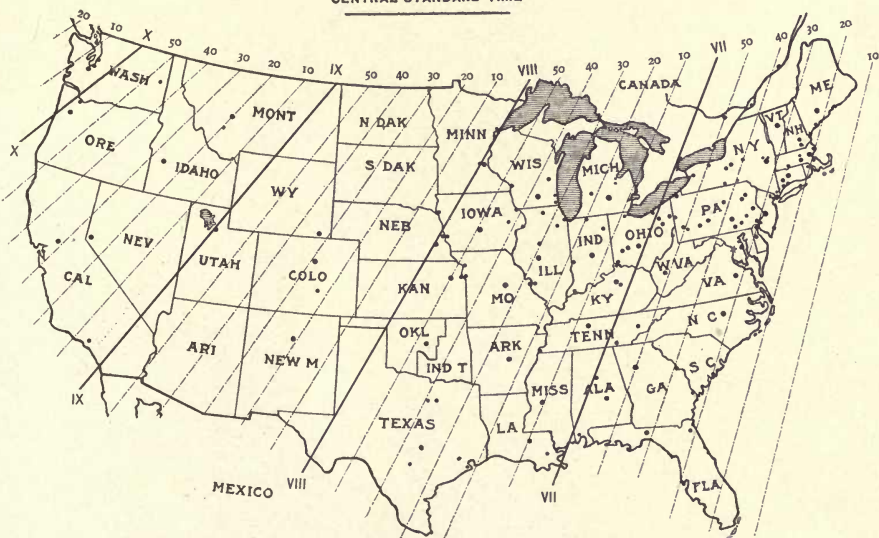 CENTRAL STANDARD TIME
20 10 X 50 40 30 20 10 IX 50 40 30 20 10 VIII 50 40 30 20 10 VII 50 40 30 20 10
WASH
MONT
N DAK
MINN
CANADA
ME
VT
NH
ORE
IDAHO
WY
S DAK
WIS
MICH
N Y
X
NEV
UTAH
COLO
NEB
IOWA
ILL
IND
OHIO
PA
CAL
KAN
MO
KY
W VA
VA
ARI
NEW M
OKL
IND T
ARK
TENN
N C
S C
IX
TEXAS
LA
MISS
ALA
GA
MEXICO
VIII
VII
FLA